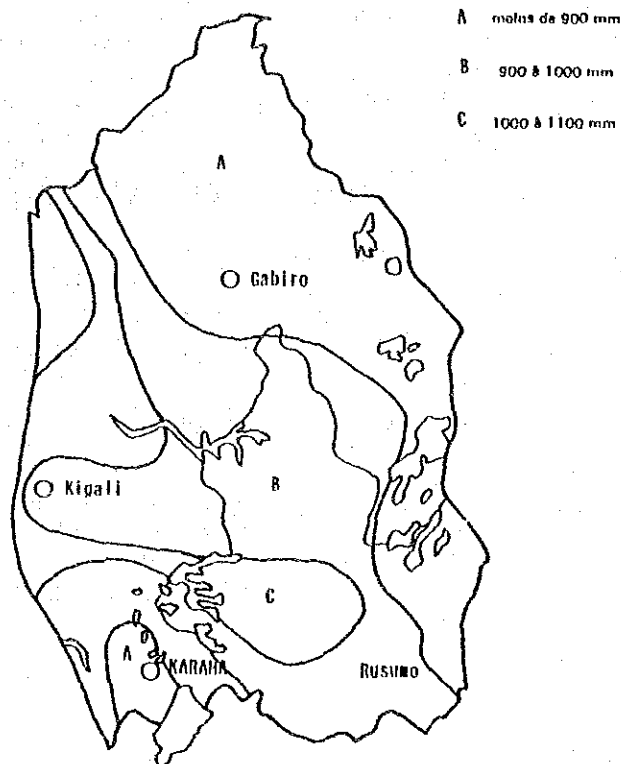 A moins de 900 mm
B 900 à 1000 mm
C 1000 à 1100 mm
A
Gabiro
Kigali
B
C
A
KARAMA
RUSUMO